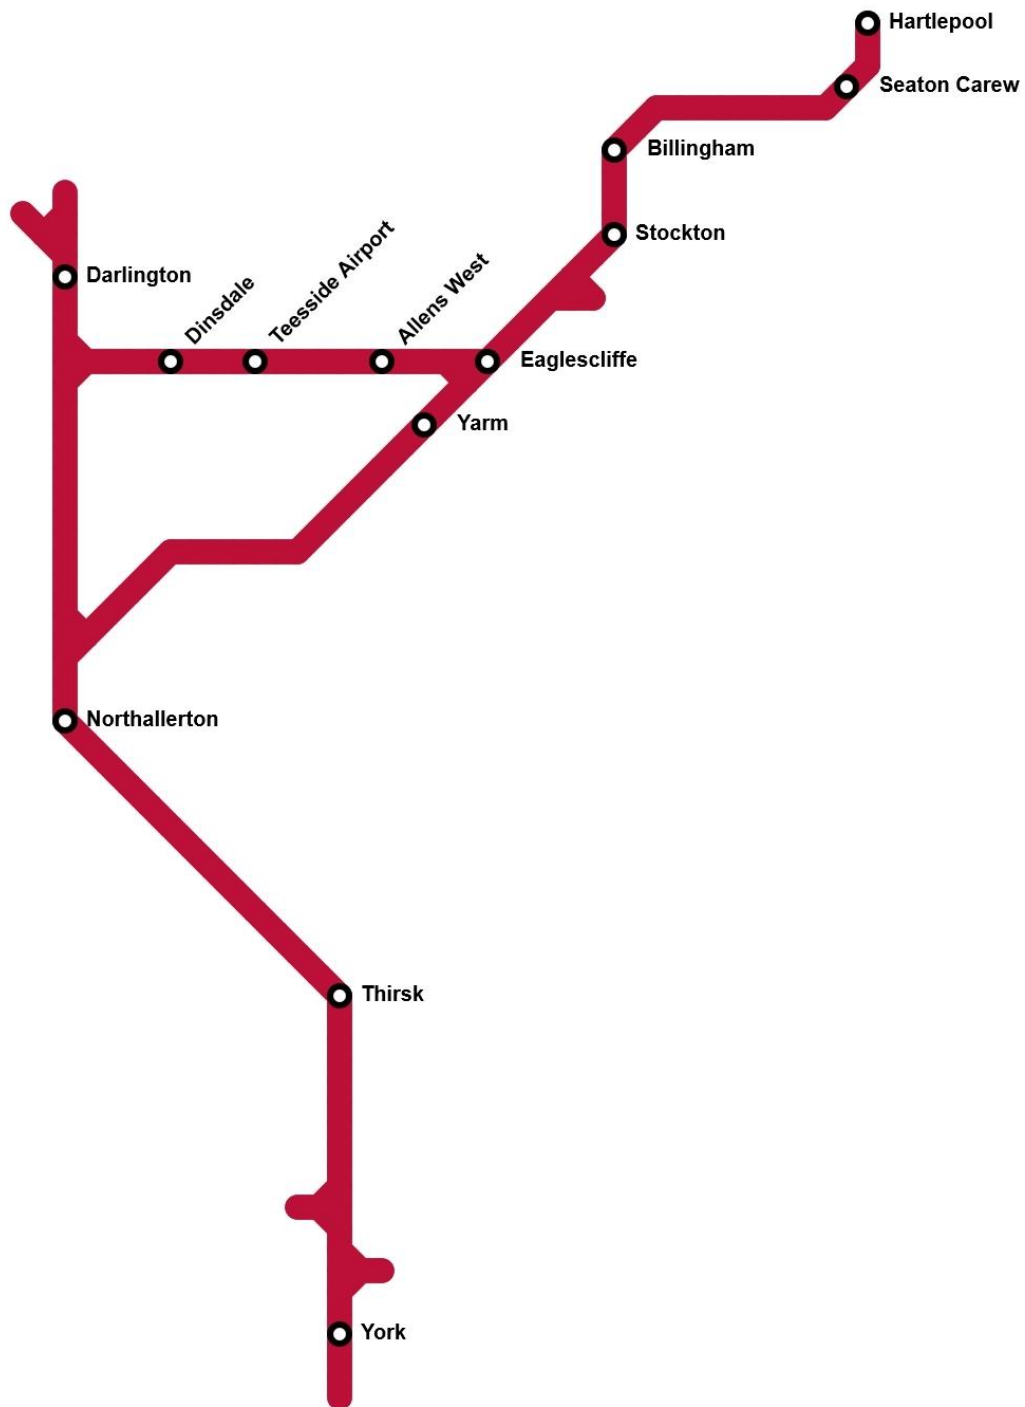 Hartlepool
Seaton Carew
Billingham
Stockton
Darlington
Dinsdale
Teesside Airport
Allens West
Eaglescliffe
Yarm
Northallerton
Thirsk
York